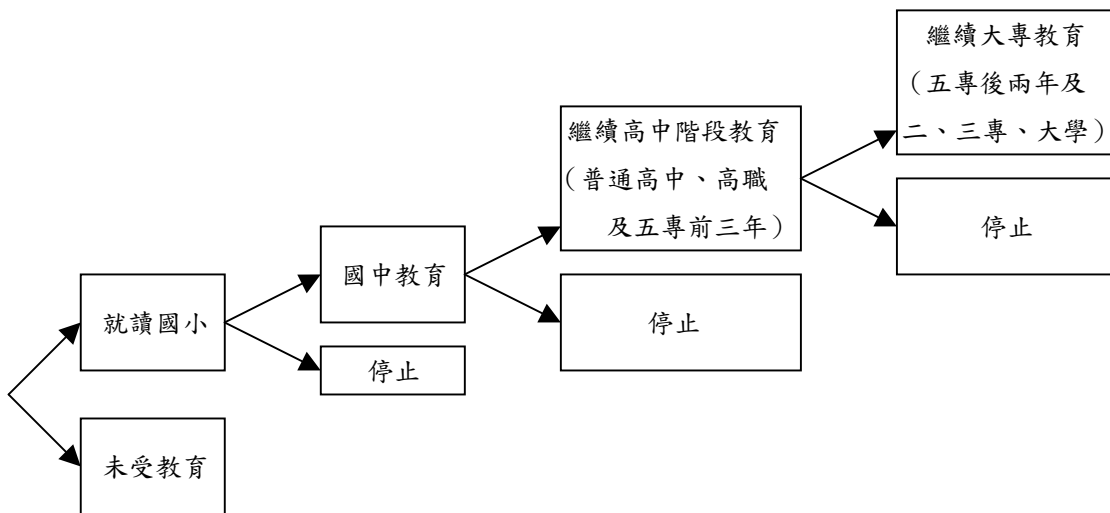 繼續大專教育
（五專後兩年及
二、三專、大學）
繼續高中階段教育
（普通高中、高職
及五專前三年）
停止
國中教育
停止
就讀國小
停止
未受教育